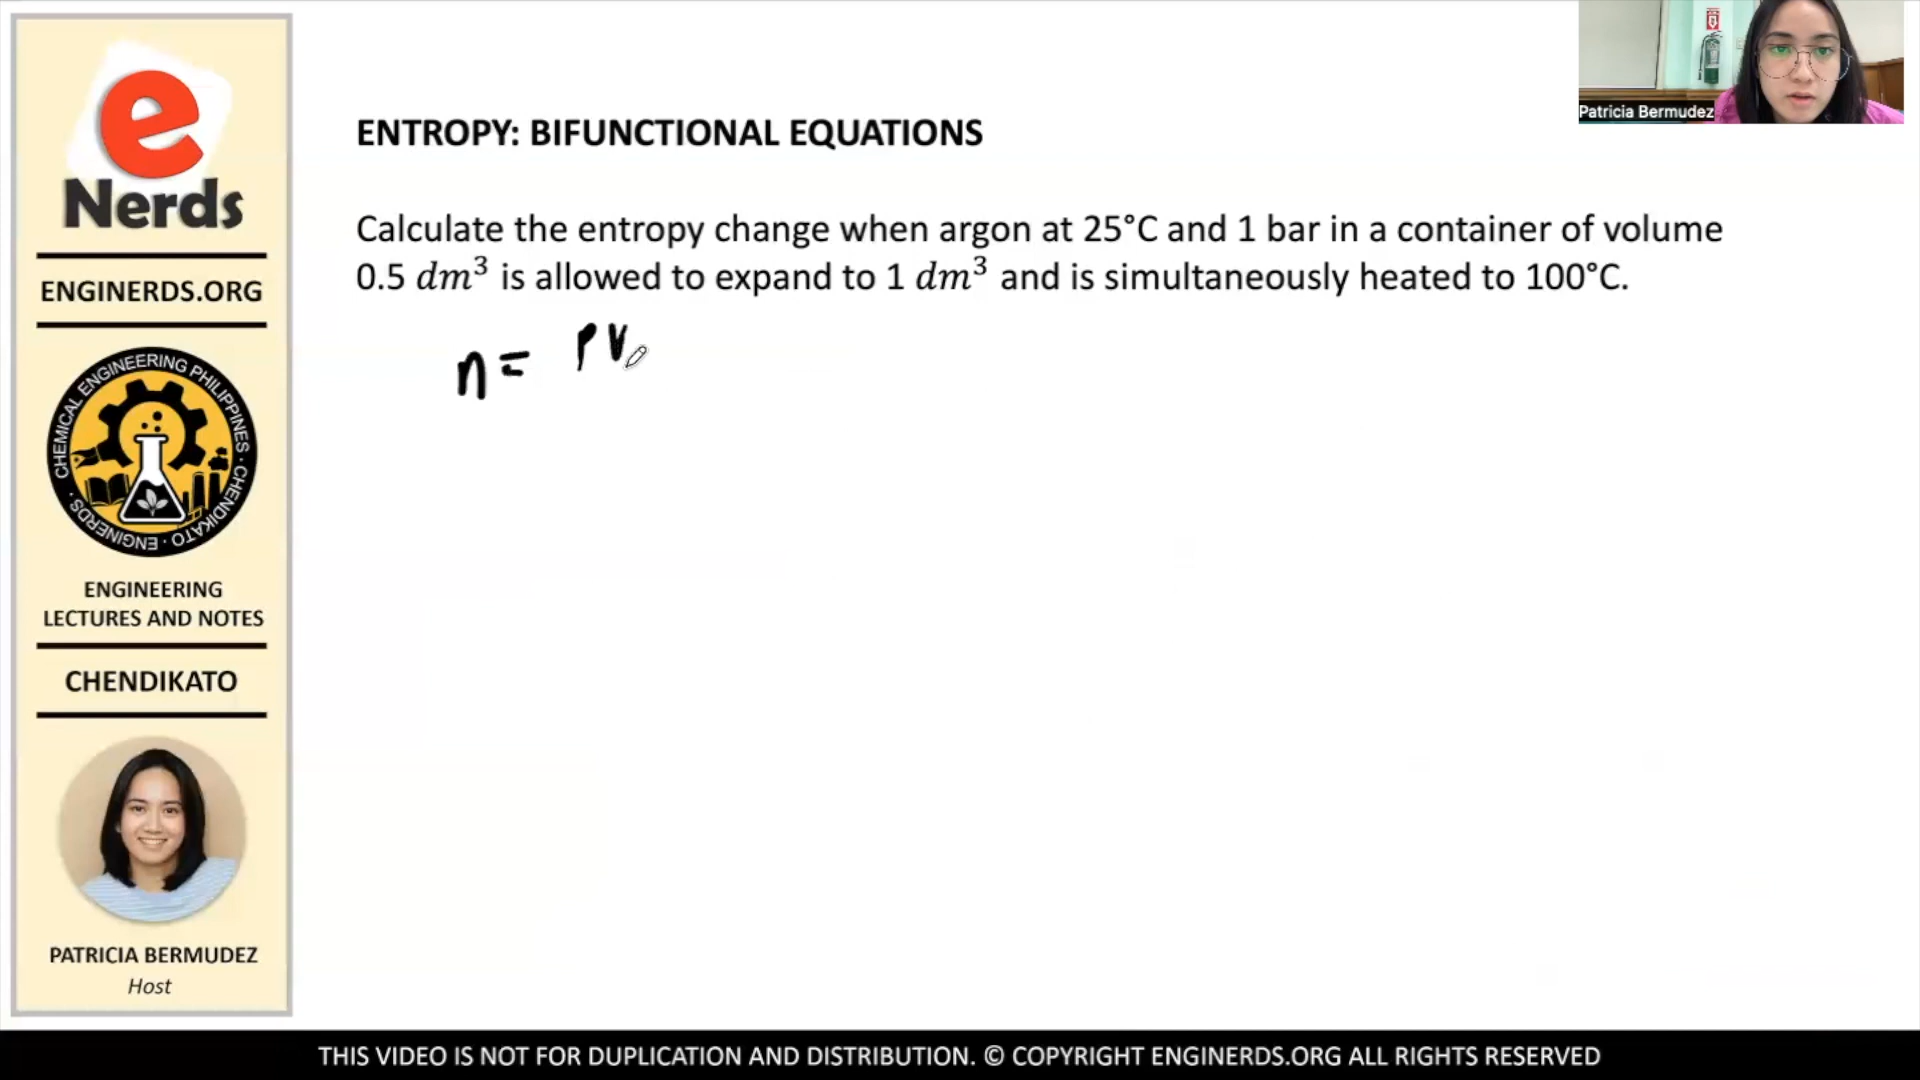 e
Nerds
ENGINERDS.ORG
CHEMICAL ENGINEERING PHILIPPINES · CHENDIKATO · ENGINERDS ·
ENGINEERING
LECTURES AND NOTES
CHENDIKATO
PATRICIA BERMUDEZ
Host
Patricia Bermudez
ENTROPY: BIFUNCTIONAL EQUATIONS
Calculate the entropy change when argon at 25°C and 1 bar in a container of volume
0.5 dm³ is allowed to expand to 1 dm³ and is simultaneously heated to 100°C.
n = PV
THIS VIDEO IS NOT FOR DUPLICATION AND DISTRIBUTION. © COPYRIGHT ENGINERDS.ORG ALL RIGHTS RESERVED